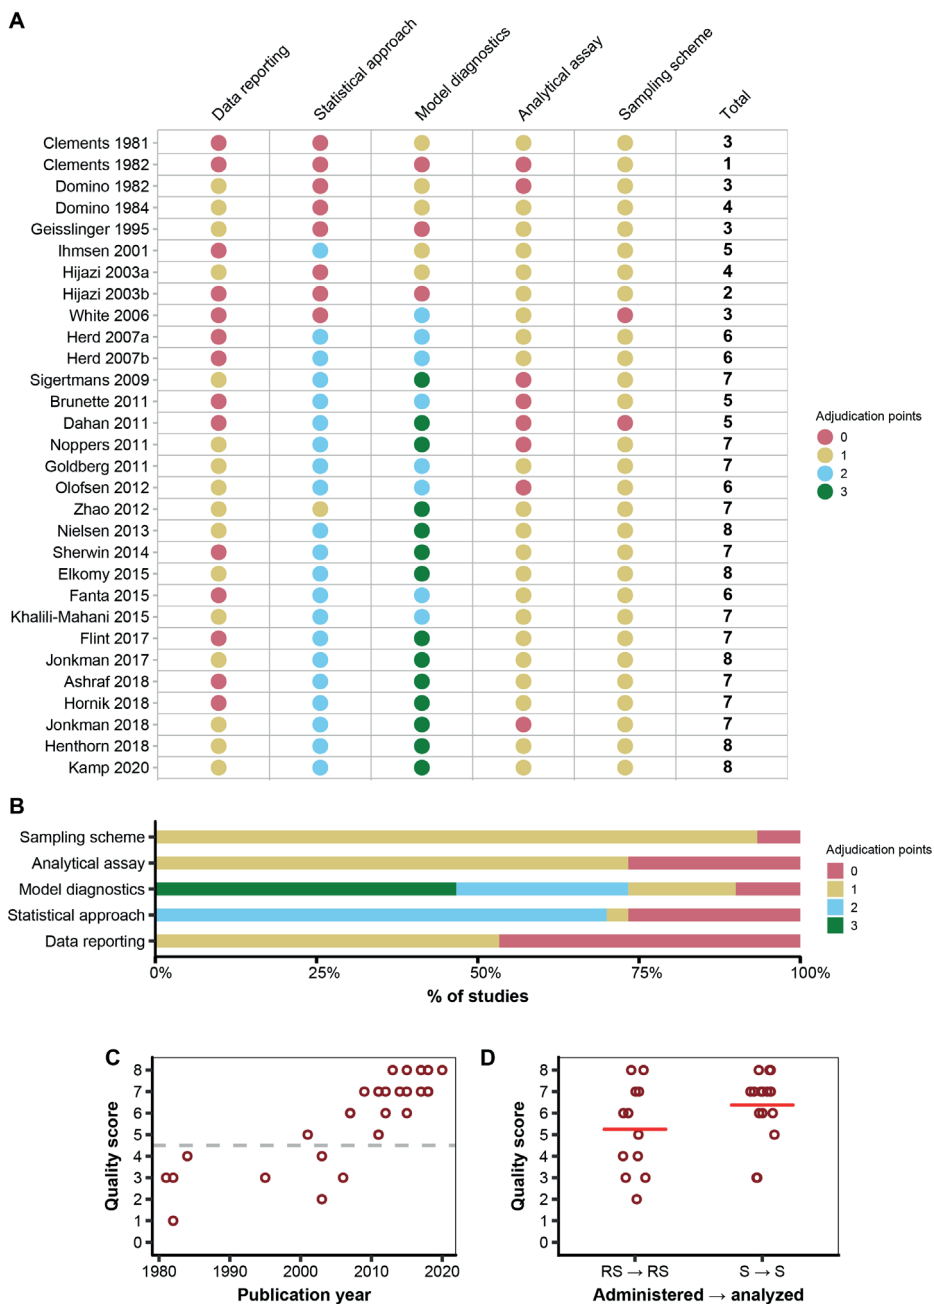 A
Data reporting
Statistical approach
Model diagnostics
Analytical assay
Sampling scheme
Total
Clements 1981 3
Clements 1982 1
Domino 1982 3
Domino 1984 4
Geisslinger 1995 3
Ihmsen 2001 5
Hijazi 2003a 4
Hijazi 2003b 2
White 2006 3
Herd 2007a 6
Herd 2007b 6
Sigertmans 2009 7
Brunette 2011 5
Dahan 2011 5
Noppers 2011 7
Goldberg 2011 7
Olofsen 2012 6
Zhao 2012 7
Nielsen 2013 8
Sherwin 2014 7
Elkomy 2015 8
Fanta 2015 6
Khalili-Mahani 2015 7
Flint 2017 7
Jonkman 2017 8
Ashraf 2018 7
Hornik 2018 7
Jonkman 2018 7
Henthorn 2018 8
Kamp 2020 8
Adjudication points
0
1
2
3
B
Sampling scheme
Analytical assay
Model diagnostics
Statistical approach
Data reporting
0% 25% 50% 75% 100%
% of studies
Adjudication points
0
1
2
3
C
Quality score
8
7
6
5
4
3
2
1
0
1980 1990 2000 2010 2020
Publication year
D
Quality score
8
7
6
5
4
3
2
1
0
RS → RS S → S
Administered → analyzed